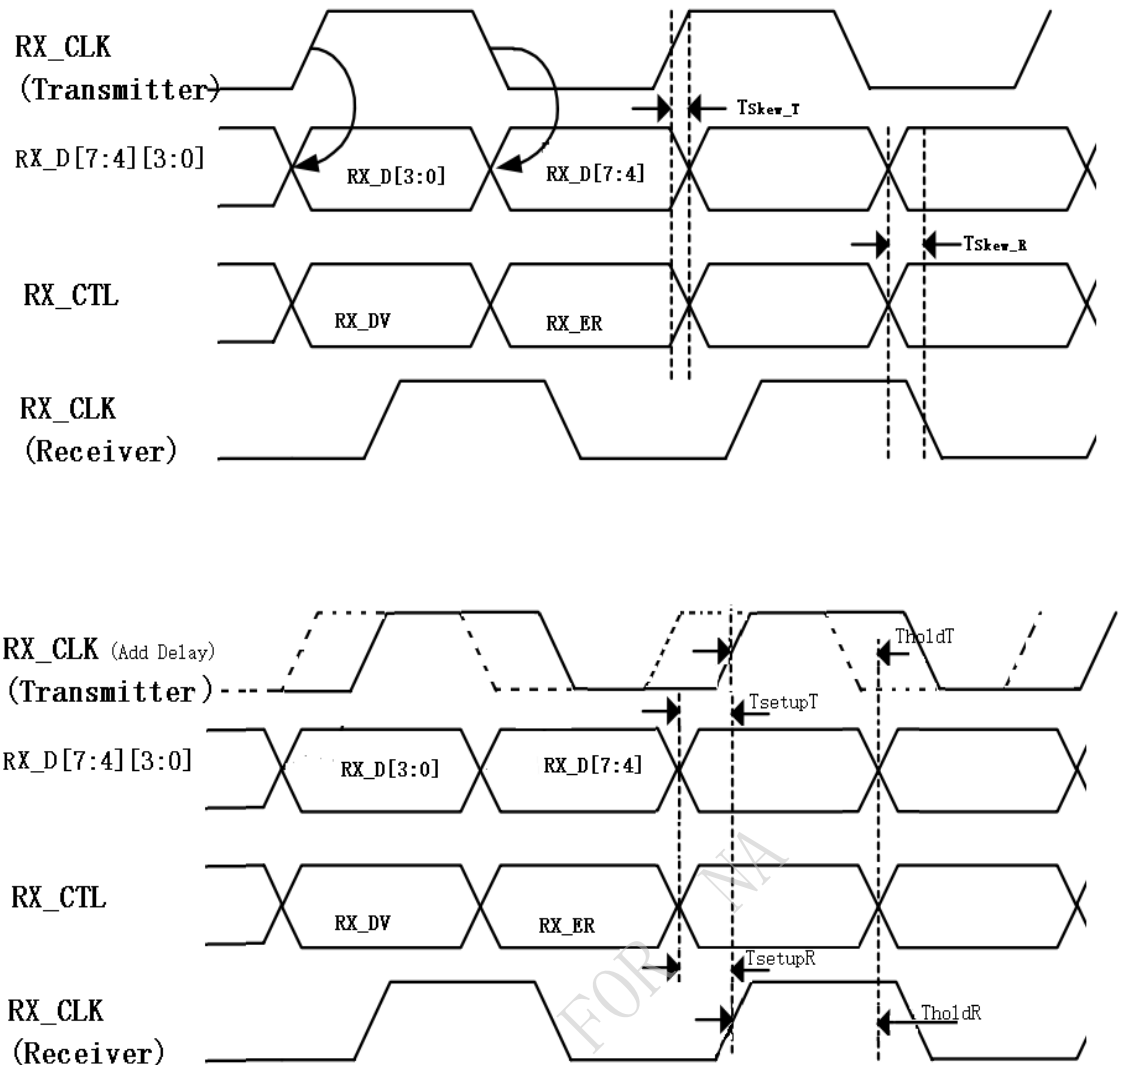 RX_CLK
(Transmitter)
TSkew_T
RX_D[7:4][3:0]
RX_D[3:0]
RX_D[7:4]
TSkew_R
RX_CTL
RX_DV
RX_ER
RX_CLK
(Receiver)
RX_CLK (Add Delay)
(Transmitter)
TholdT
TsetupT
RX_D[7:4][3:0]
RX_D[3:0]
RX_D[7:4]
RX_CTL
RX_DV
RX_ER
TsetupR
RX_CLK
(Receiver)
TholdR
FOR NA